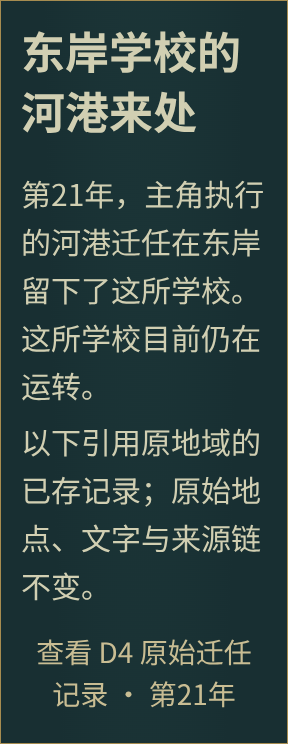 东岸学校的
河港来处
第21年，主角执行
的河港迁任在东岸
留下了这所学校。
这所学校目前仍在
运转。
以下引用原地域的
已存记录；原始地
点、文字与来源链
不变。
查看 D4 原始迁任
记录 · 第21年